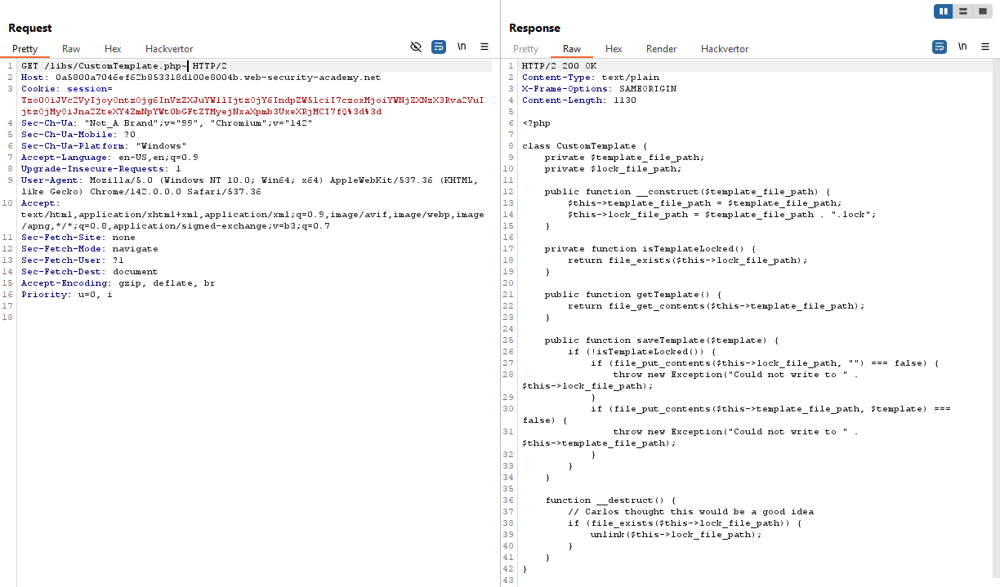 Request
Pretty Raw Hex Hackvertor \n
1 GET /libs/CustomTemplate.php~ HTTP/2
2 Host: 0a5800a7046ef62b853318d100e8004b.web-security-academy.net
3 Cookie: session=
Tzo0OiJVc2VyIjoyOntzOjg6InVzZXJuYW1lIjtzOjY6IndpZW5lciI7czoxMjoiYWNjZXNzX3Rva2VuI
jtzOjMyOiJna2ZteXY4ZmNpYWt0bGFtZTMyejNxaXpmb3UxeXRjMCI7fQ%3d%3d
4 Sec-Ch-Ua: "Not_A Brand";v="99", "Chromium";v="142"
5 Sec-Ch-Ua-Mobile: ?0
6 Sec-Ch-Ua-Platform: "Windows"
7 Accept-Language: en-US,en;q=0.9
8 Upgrade-Insecure-Requests: 1
9 User-Agent: Mozilla/5.0 (Windows NT 10.0; Win64; x64) AppleWebKit/537.36 (KHTML,
like Gecko) Chrome/142.0.0.0 Safari/537.36
10 Accept:
text/html,application/xhtml+xml,application/xml;q=0.9,image/avif,image/webp,image
/apng,*/*;q=0.8,application/signed-exchange;v=b3;q=0.7
11 Sec-Fetch-Site: none
12 Sec-Fetch-Mode: navigate
13 Sec-Fetch-User: ?1
14 Sec-Fetch-Dest: document
15 Accept-Encoding: gzip, deflate, br
16 Priority: u=0, i
17
18
Response
Pretty Raw Hex Render Hackvertor \n
1 HTTP/2 200 OK
2 Content-Type: text/plain
3 X-Frame-Options: SAMEORIGIN
4 Content-Length: 1130
5
6 <?php
7
8 class CustomTemplate {
9 private $template_file_path;
10 private $lock_file_path;
11
12 public function __construct($template_file_path) {
13 $this->template_file_path = $template_file_path;
14 $this->lock_file_path = $template_file_path . ".lock";
15 }
16
17 private function isTemplateLocked() {
18 return file_exists($this->lock_file_path);
19 }
20
21 public function getTemplate() {
22 return file_get_contents($this->template_file_path);
23 }
24
25 public function saveTemplate($template) {
26 if (!isTemplateLocked()) {
27 if (file_put_contents($this->lock_file_path, "") === false) {
28 throw new Exception("Could not write to " .
$this->lock_file_path);
29 }
30 if (file_put_contents($this->template_file_path, $template) ===
false) {
31 throw new Exception("Could not write to " .
$this->template_file_path);
32 }
33 }
34 }
35
36 function __destruct() {
37 // Carlos thought this would be a good idea
38 if (file_exists($this->lock_file_path)) {
39 unlink($this->lock_file_path);
40 }
41 }
42 }
43